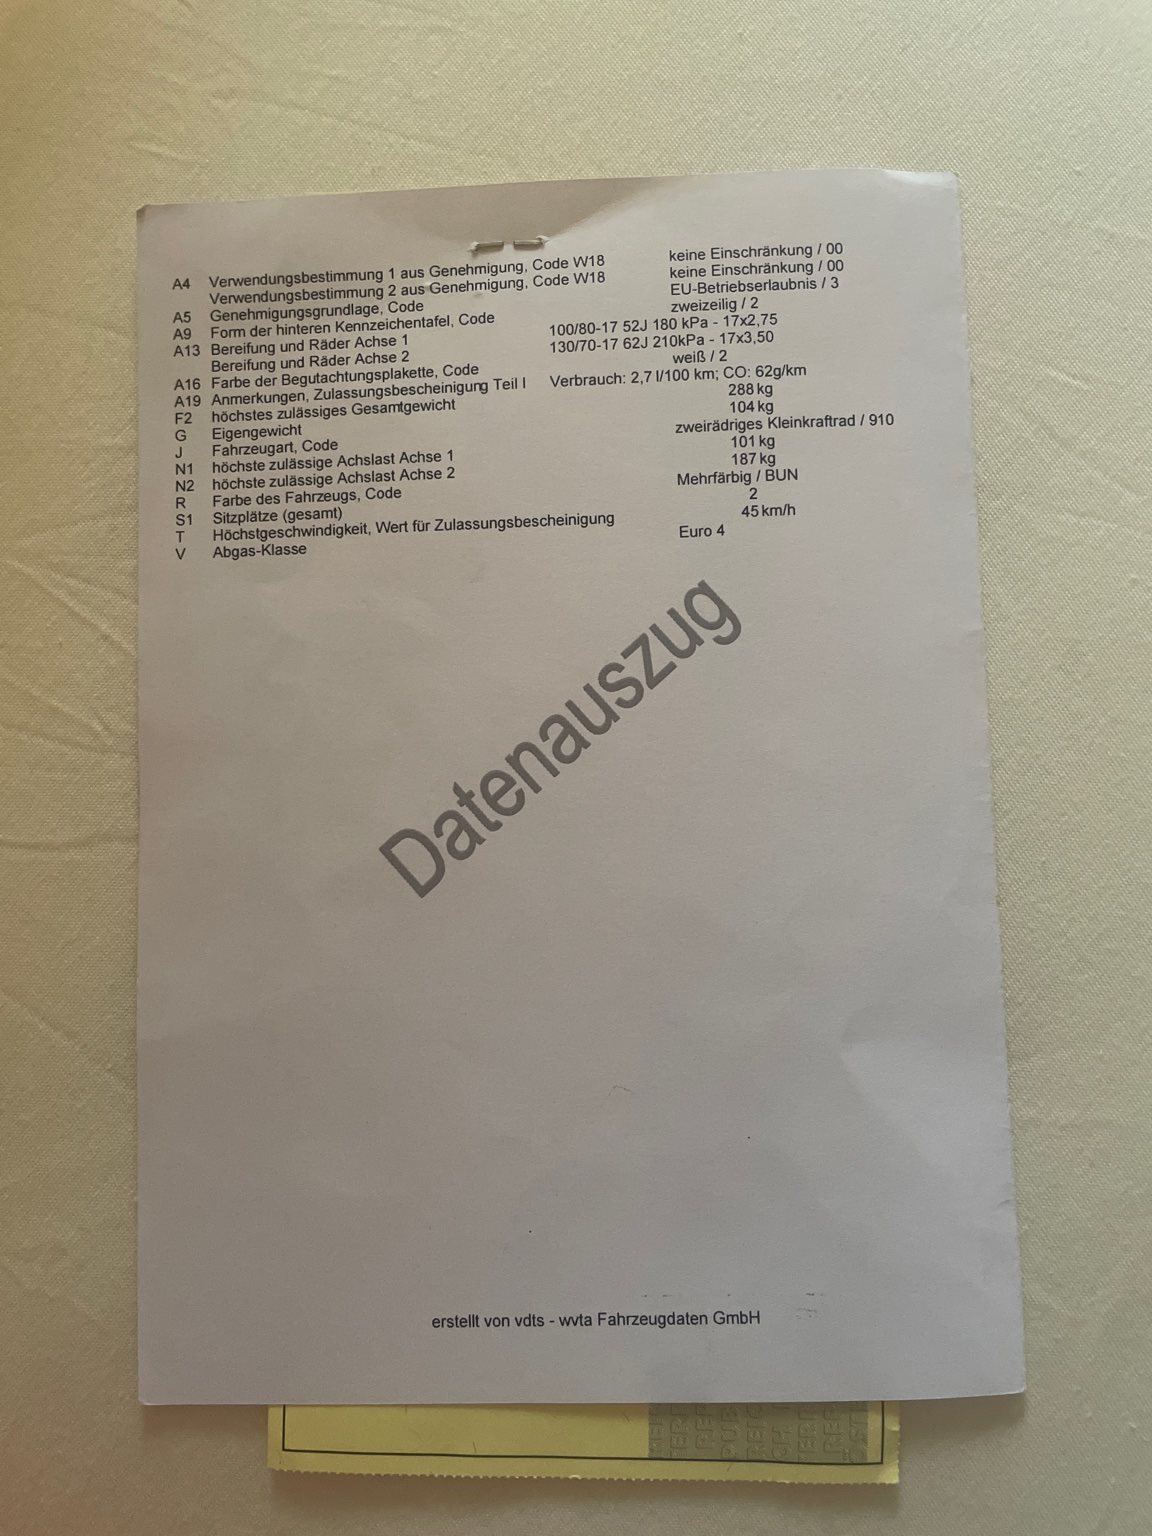 A4 Verwendungsbestimmung 1 aus Genehmigung, Code W18 keine Einschränkung / 00
Verwendungsbestimmung 2 aus Genehmigung, Code W18 keine Einschränkung / 00
A5 Genehmigungsgrundlage, Code EU-Betriebserlaubnis / 3
A9 Form der hinteren Kennzeichentafel, Code zweizeilig / 2
A13 Bereifung und Räder Achse 1 100/80-17 52J 180 kPa - 17x2,75
Bereifung und Räder Achse 2 130/70-17 62J 210kPa - 17x3,50
A16 Farbe der Begutachtungsplakette, Code weiß / 2
A19 Anmerkungen, Zulassungsbescheinigung Teil I Verbrauch: 2,7 l/100 km; CO: 62g/km
F2 höchstes zulässiges Gesamtgewicht 288 kg
G Eigengewicht 104 kg
J Fahrzeugart, Code zweirädriges Kleinkraftrad / 910
N1 höchste zulässige Achslast Achse 1 101 kg
N2 höchste zulässige Achslast Achse 2 187 kg
R Farbe des Fahrzeugs, Code Mehrfärbig / BUN
S1 Sitzplätze (gesamt) 2
T Höchstgeschwindigkeit, Wert für Zulassungsbescheinigung 45 km/h
V Abgas-Klasse Euro 4
Datenauszug
erstellt von vdts - wvta Fahrzeugdaten GmbH